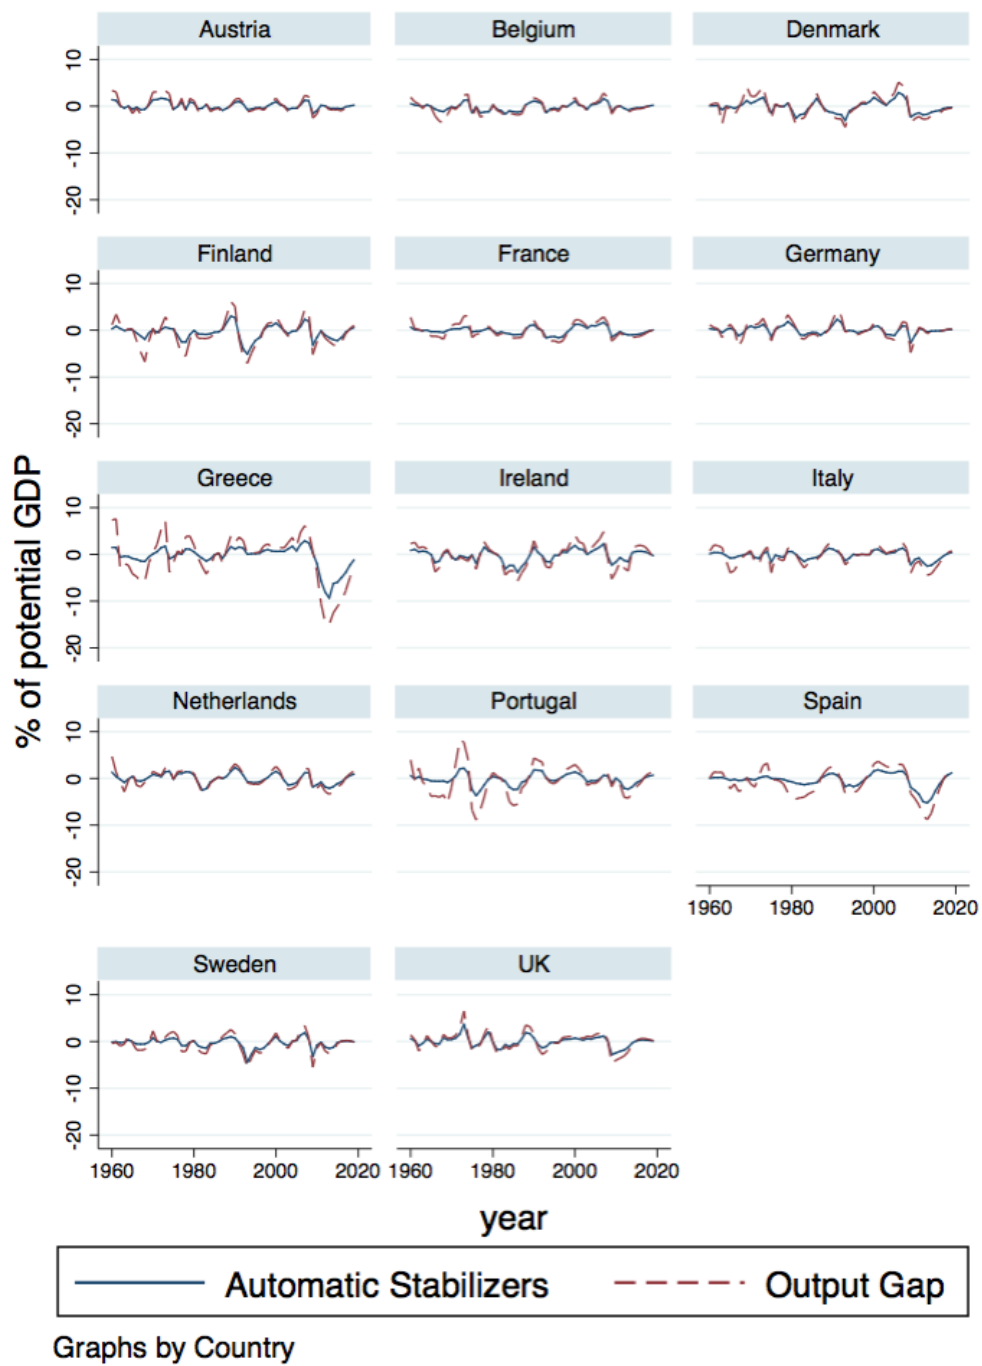 Austria
Belgium
Denmark
10
0
-10
-20
Finland
France
Germany
10
0
-10
-20
Greece
Ireland
Italy
10
0
-10
-20
Netherlands
Portugal
Spain
10
0
-10
-20
1960 1980 2000 2020
Sweden
UK
10
0
-10
-20
1960 1980 2000 2020
1960 1980 2000 2020
% of potential GDP
year
Automatic Stabilizers
Output Gap
Graphs by Country